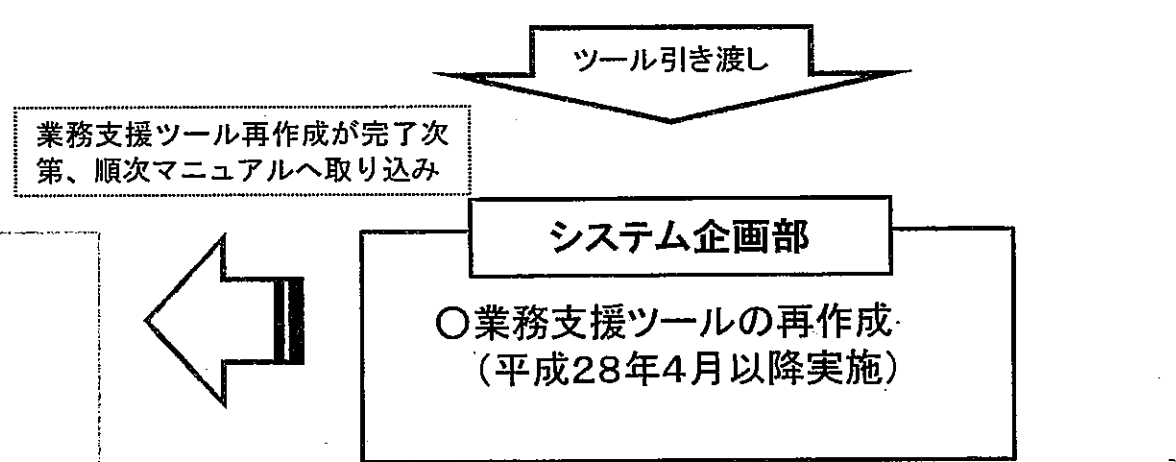 ツール引き渡し
業務支援ツール再作成が完了次
第、順次マニュアルへ取り込み
システム企画部
○業務支援ツールの再作成
（平成28年4月以降実施）